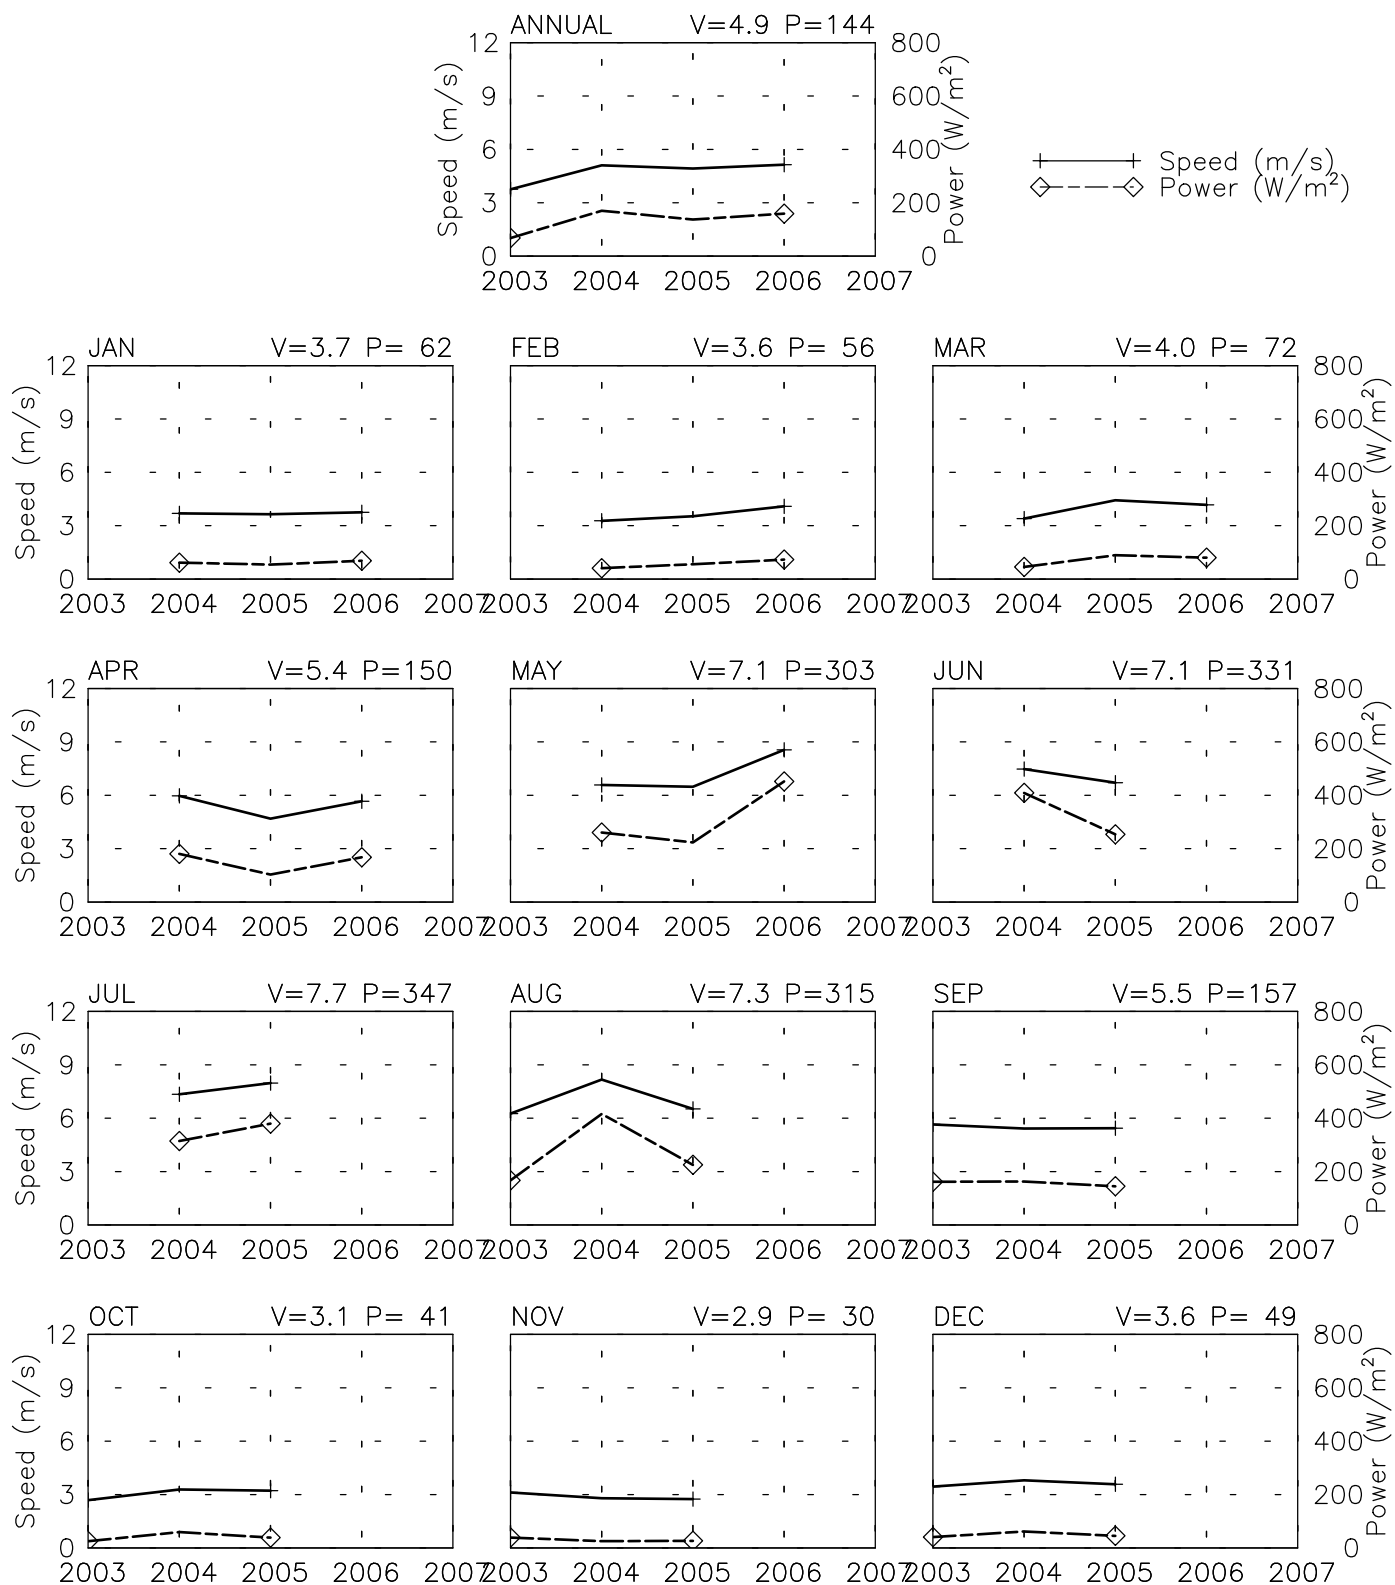 ANNUAL V=4.9 P=144
12 800
9 600
6 400
3 200
0 0
Speed (m/s)
Power (W/m²)
2003 2004 2005 2006 2007
Speed (m/s)
Power (W/m²)
JAN V=3.7 P= 62
FEB V=3.6 P= 56
MAR V=4.0 P= 72
12 800
9 600
6 400
3 200
0 0
Speed (m/s)
Power (W/m²)
2003 2004 2005 2006 2007
2003 2004 2005 2006 2007
2003 2004 2005 2006 2007
APR V=5.4 P=150
MAY V=7.1 P=303
JUN V=7.1 P=331
12 800
9 600
6 400
3 200
0 0
Speed (m/s)
Power (W/m²)
2003 2004 2005 2006 2007
2003 2004 2005 2006 2007
2003 2004 2005 2006 2007
JUL V=7.7 P=347
AUG V=7.3 P=315
SEP V=5.5 P=157
12 800
9 600
6 400
3 200
0 0
Speed (m/s)
Power (W/m²)
2003 2004 2005 2006 2007
2003 2004 2005 2006 2007
2003 2004 2005 2006 2007
OCT V=3.1 P= 41
NOV V=2.9 P= 30
DEC V=3.6 P= 49
12 800
9 600
6 400
3 200
0 0
Speed (m/s)
Power (W/m²)
2003 2004 2005 2006 2007
2003 2004 2005 2006 2007
2003 2004 2005 2006 2007